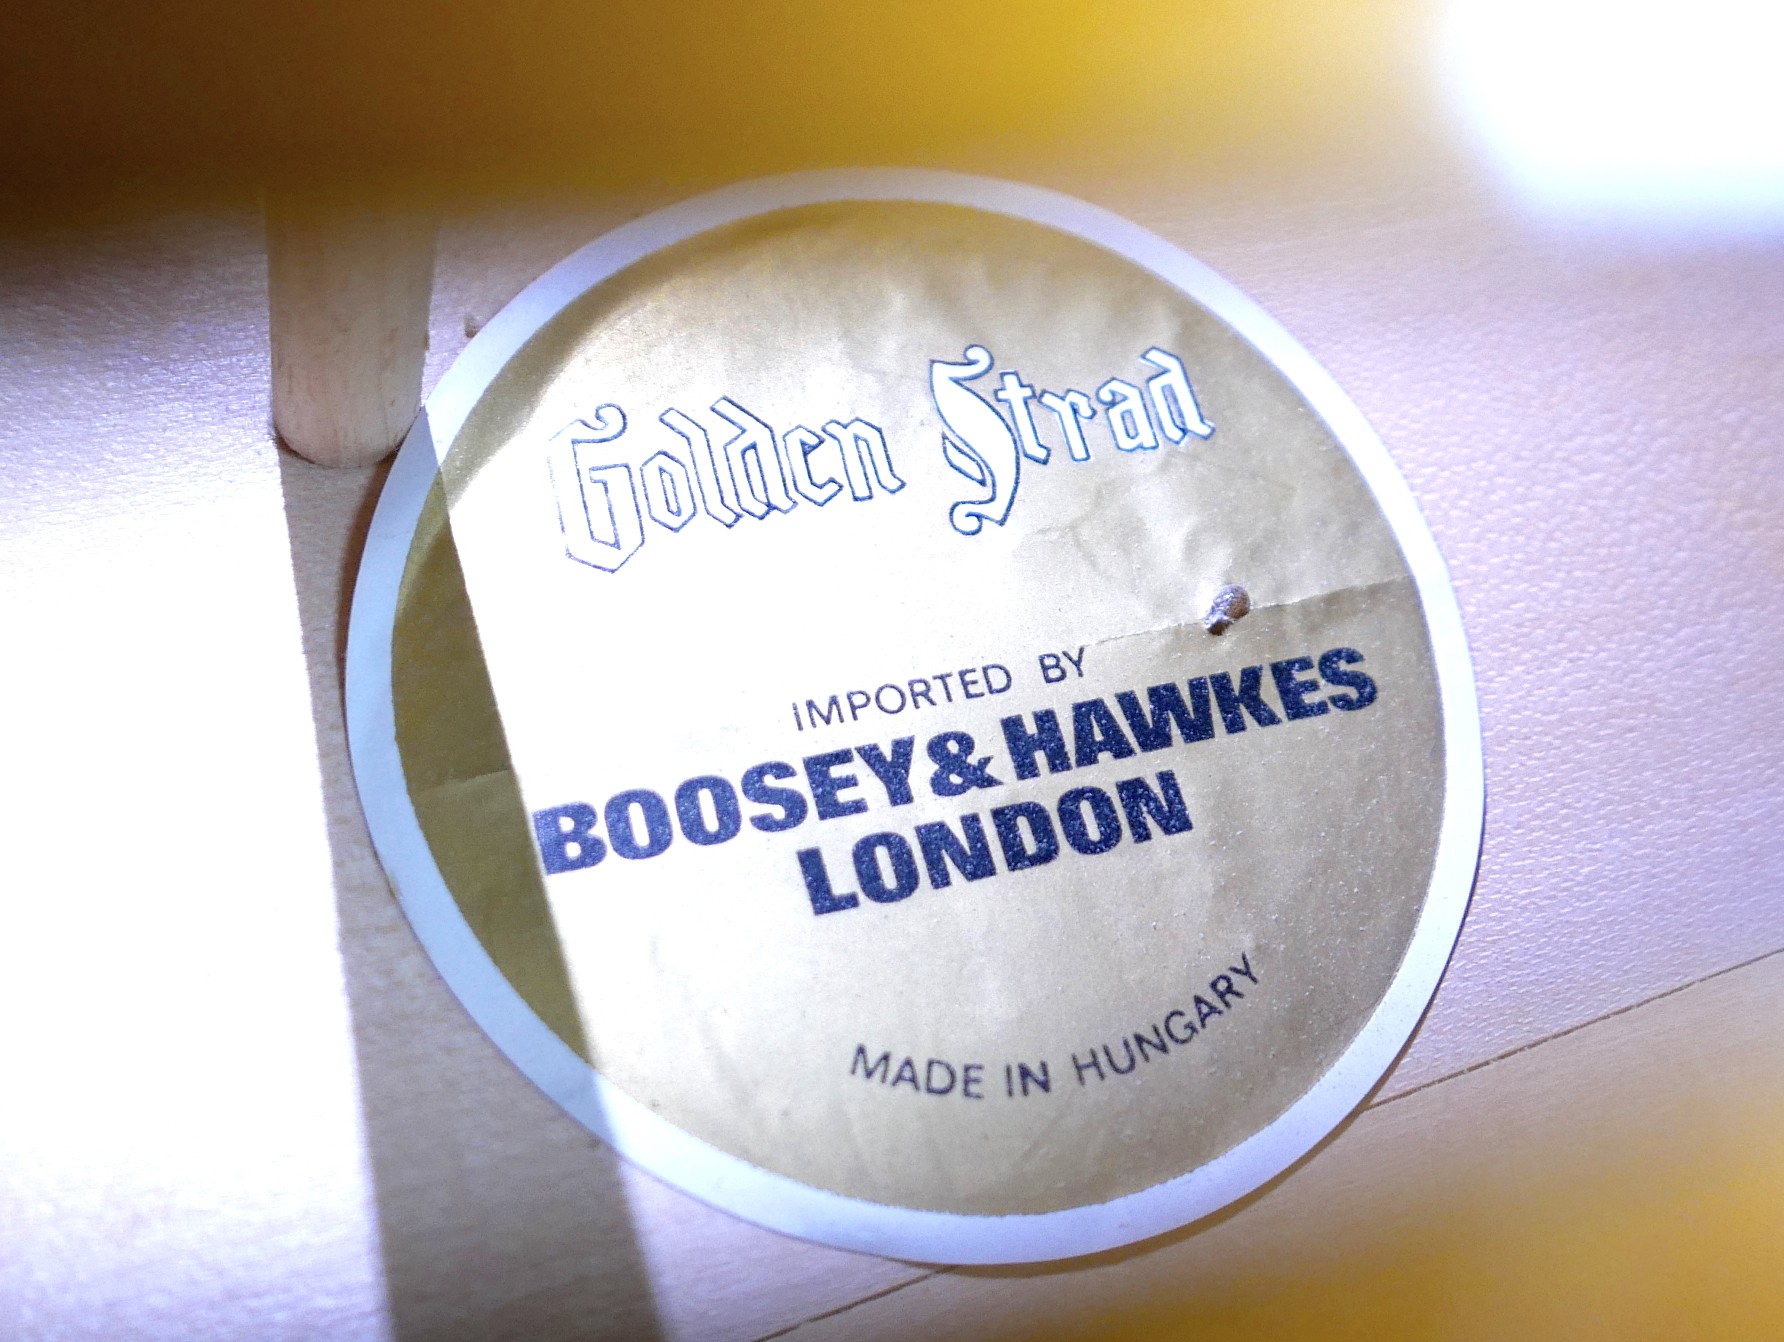 Golden Strad
IMPORTED BY
BOOSEY & HAWKES
LONDON
MADE IN HUNGARY